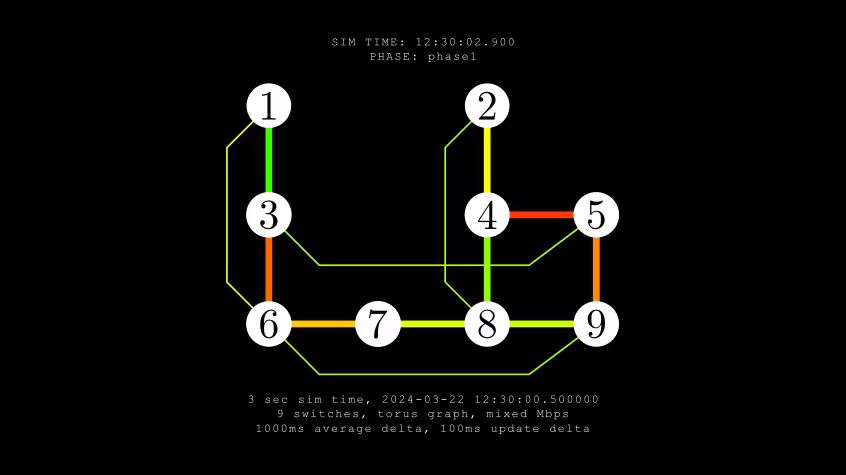 SIM TIME: 12:30:02.900
PHASE: phase1
1 2
3 4 5
6 7 8 9
3 sec sim time, 2024-03-22 12:30:00.500000
9 switches, torus graph, mixed Mbps
1000ms average delta, 100ms update delta